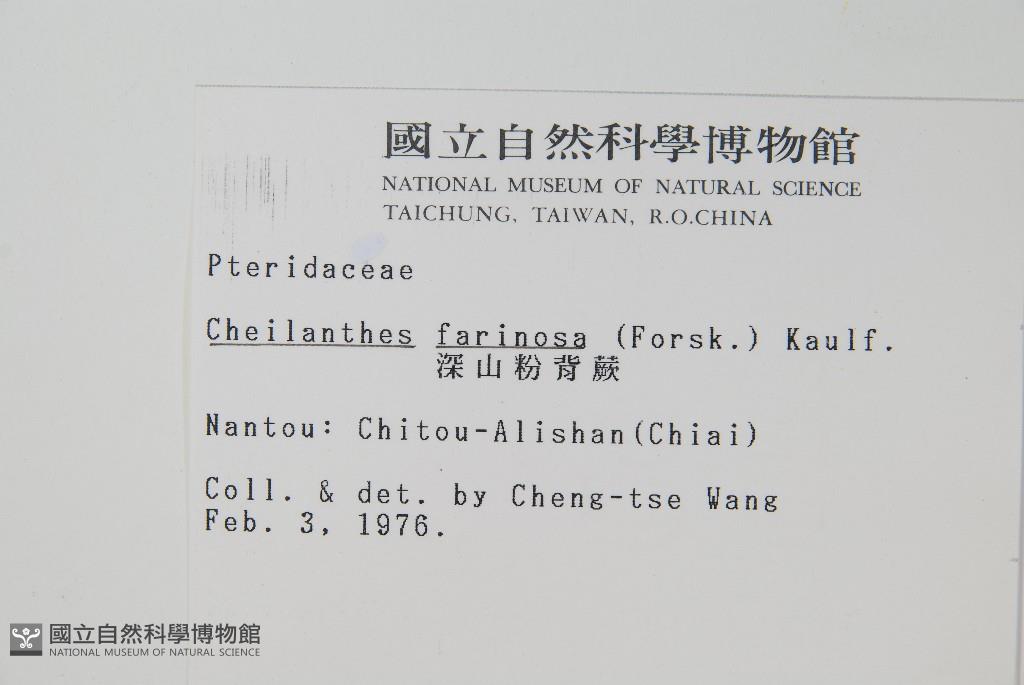 國立自然科學博物館
NATIONAL MUSEUM OF NATURAL SCIENCE
TAICHUNG, TAIWAN, R.O.CHINA
Pteridaceae
Cheilanthes farinosa (Forsk.) Kaulf.
深山粉背蕨
Nantou: Chitou-Alishan(Chiai)
Coll. & det. by Cheng-tse Wang
Feb. 3, 1976.
國立自然科學博物館
NATIONAL MUSEUM OF NATURAL SCIENCE